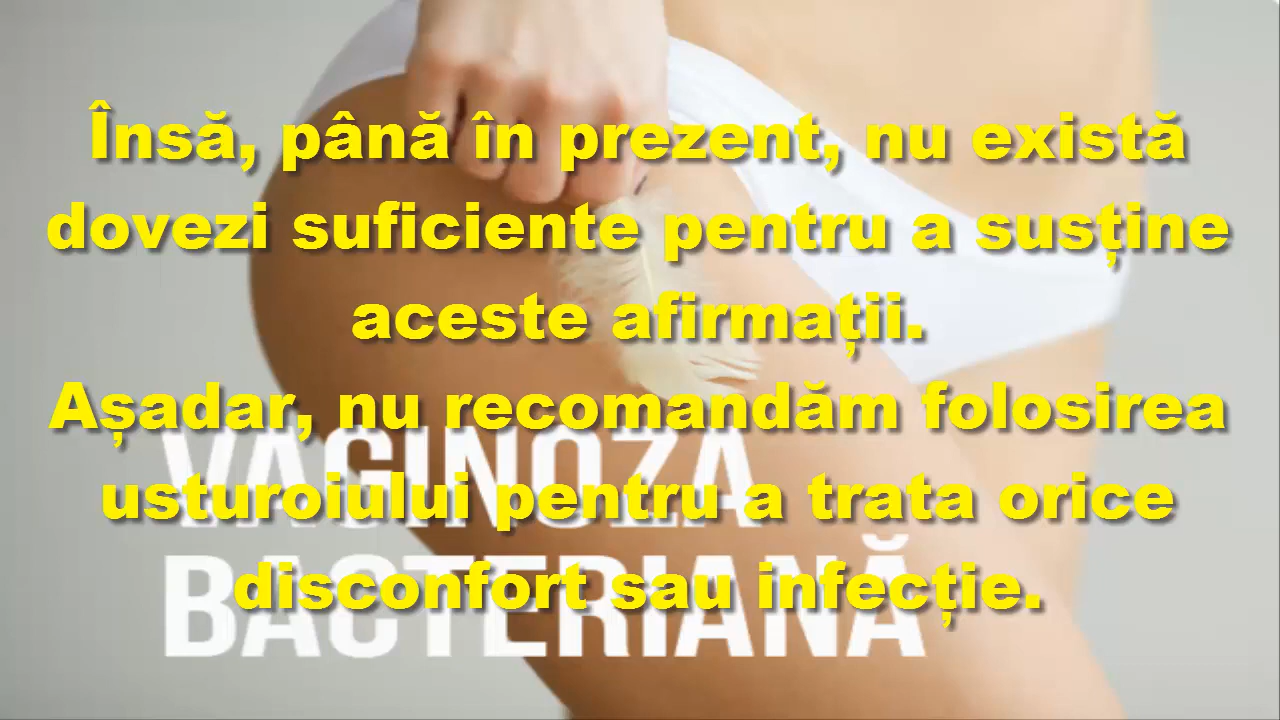 Însă, până în prezent, nu există
dovezi suficiente pentru a susține
aceste afirmații.
Așadar, nu recomandăm folosirea
usturoiului pentru a trata orice
disconfort sau infecție.
VAGINOZA
BACTERIANĂ